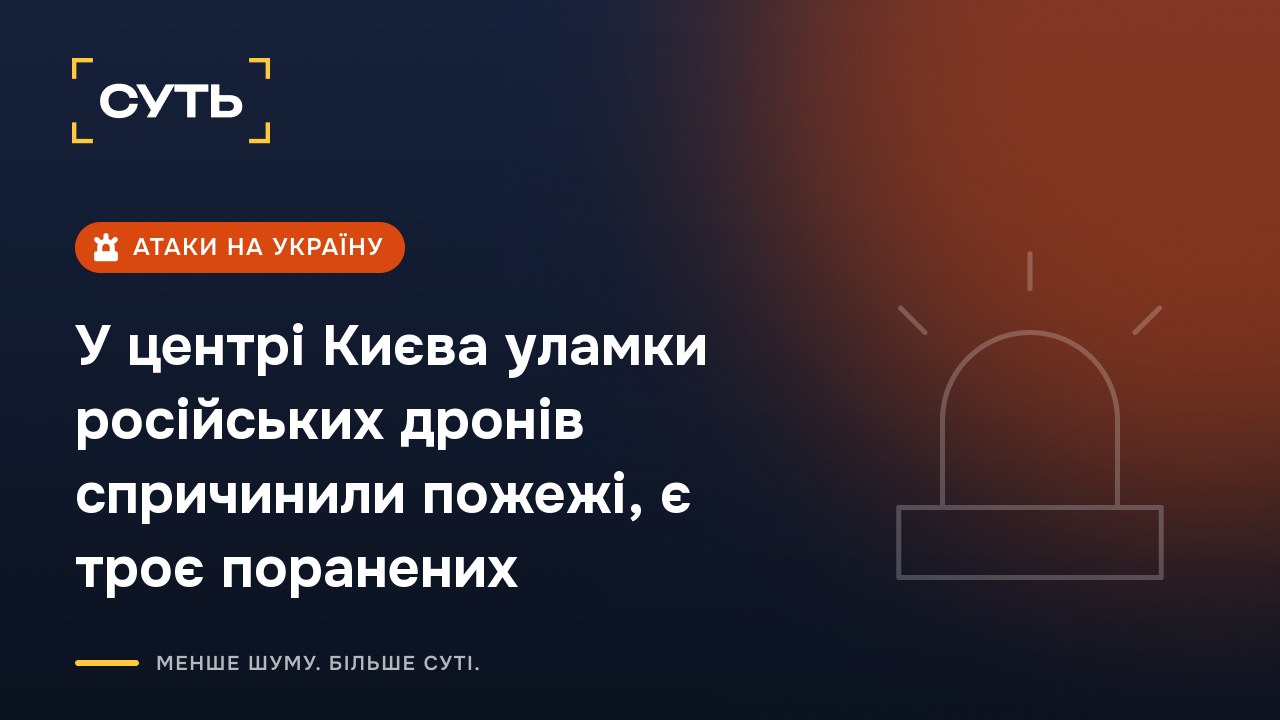 СУТЬ
АТАКИ НА УКРАЇНУ
У центрі Києва уламки
російських дронів
спричинили пожежі, є
троє поранених
МЕНШЕ ШУМУ. БІЛЬШЕ СУТІ.